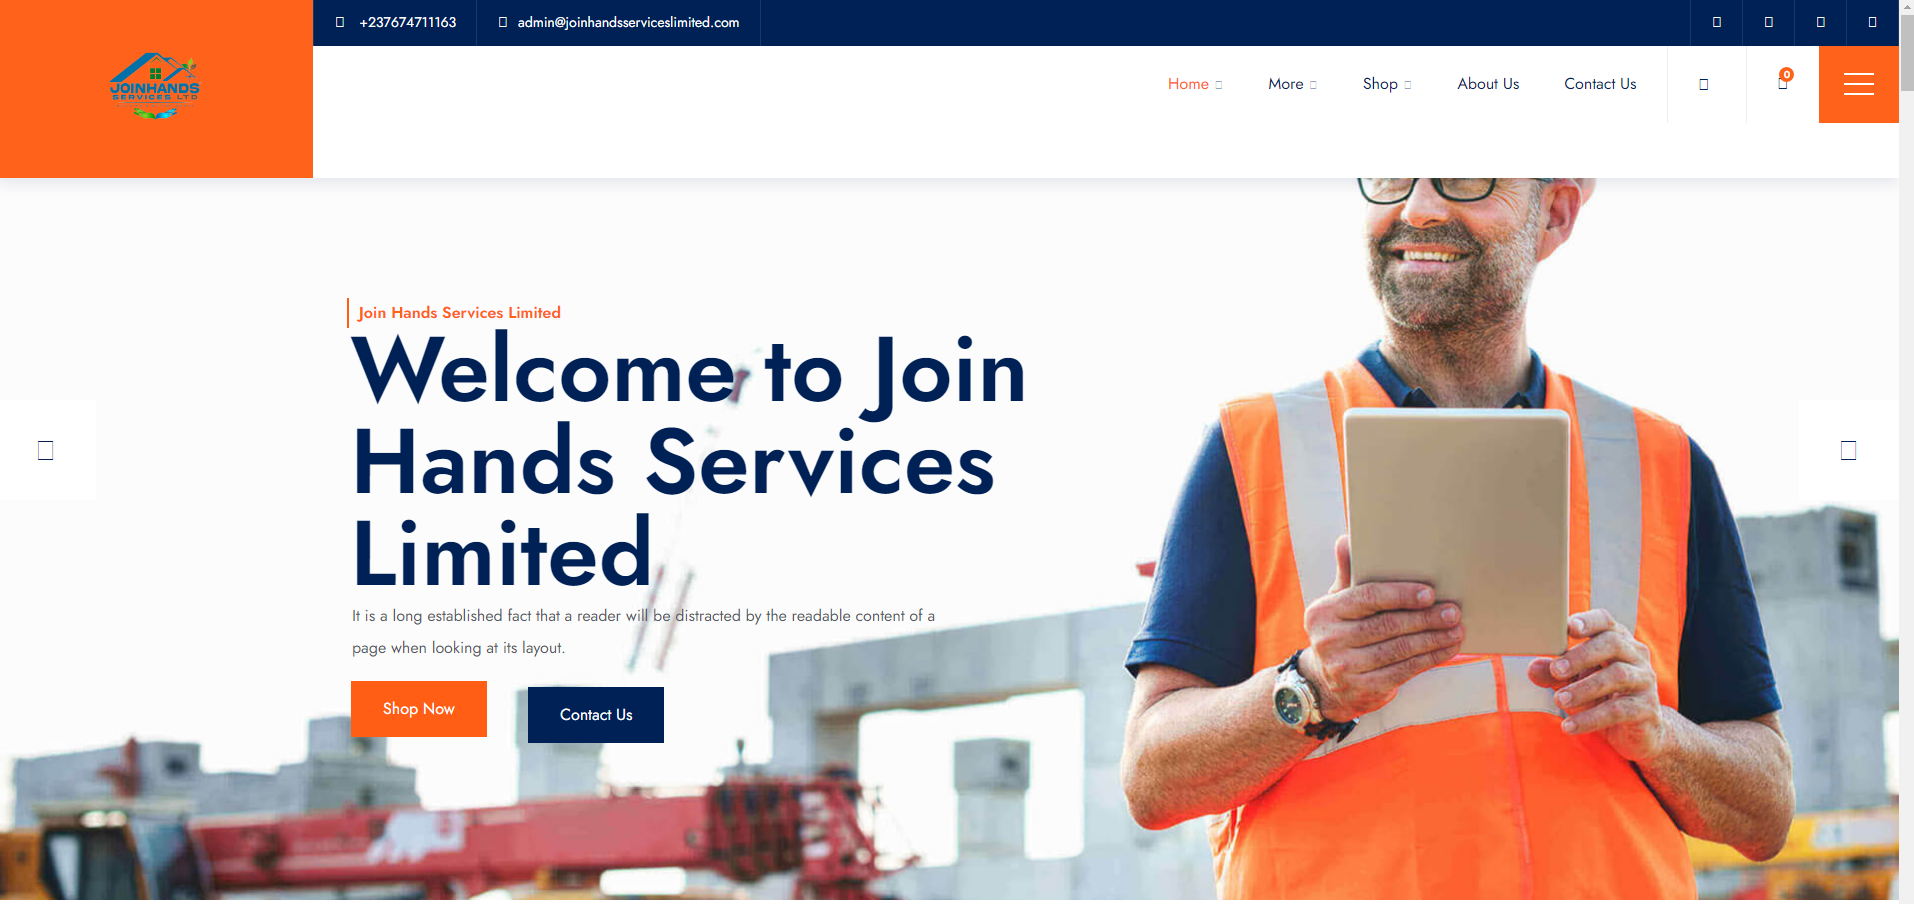 +237674711163
admin@joinhandsserviceslimited.com
JOINHANDS
SERVICES LTD
Home
More
Shop
About Us
Contact Us
0
Join Hands Services Limited
Welcome to Join
Hands Services
Limited
It is a long established fact that a reader will be distracted by the readable content of a
page when looking at its layout.
Shop Now
Contact Us